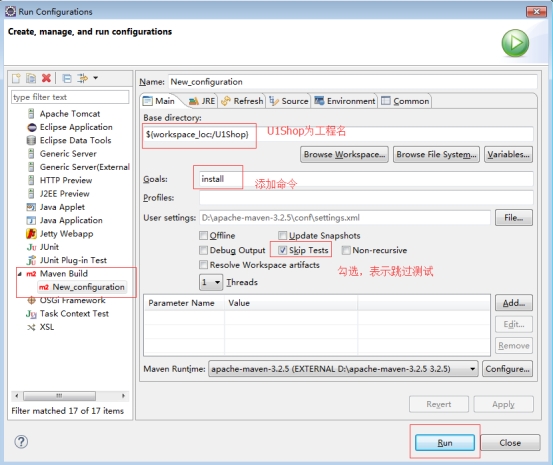 Run Configurations
Create, manage, and run configurations
type filter text
Apache Tomcat
Eclipse Application
Eclipse Data Tools
Generic Server
Generic Server(External
HTTP Preview
J2EE Preview
Java Applet
Java Application
Jetty Webapp
Ju JUnit
JUnit Plug-in Test
m2 Maven Build
m2 New_configuration
OSGi Framework
Ju Task Context Test
XSL
Filter matched 17 of 17 items
Name: New_configuration
Main JRE Refresh Source Environment Common
Base directory:
${workspace_loc:/U1Shop} U1Shop为工程名
Browse Workspace... Browse File System... Variables...
Goals: install 添加命令
Profiles:
User settings: D:\apache-maven-3.2.5\conf\settings.xml File...
Offline Update Snapshots
Debug Output Skip Tests Non-recursive
Resolve Workspace artifacts 勾选，表示跳过测试
1 Threads
Parameter Name Value Add...
Edit...
Remove
Maven Runtime: apache-maven-3.2.5 (EXTERNAL D:\apache-maven-3.2.5 3.2.5) Configure...
Revert Apply
? Run Close